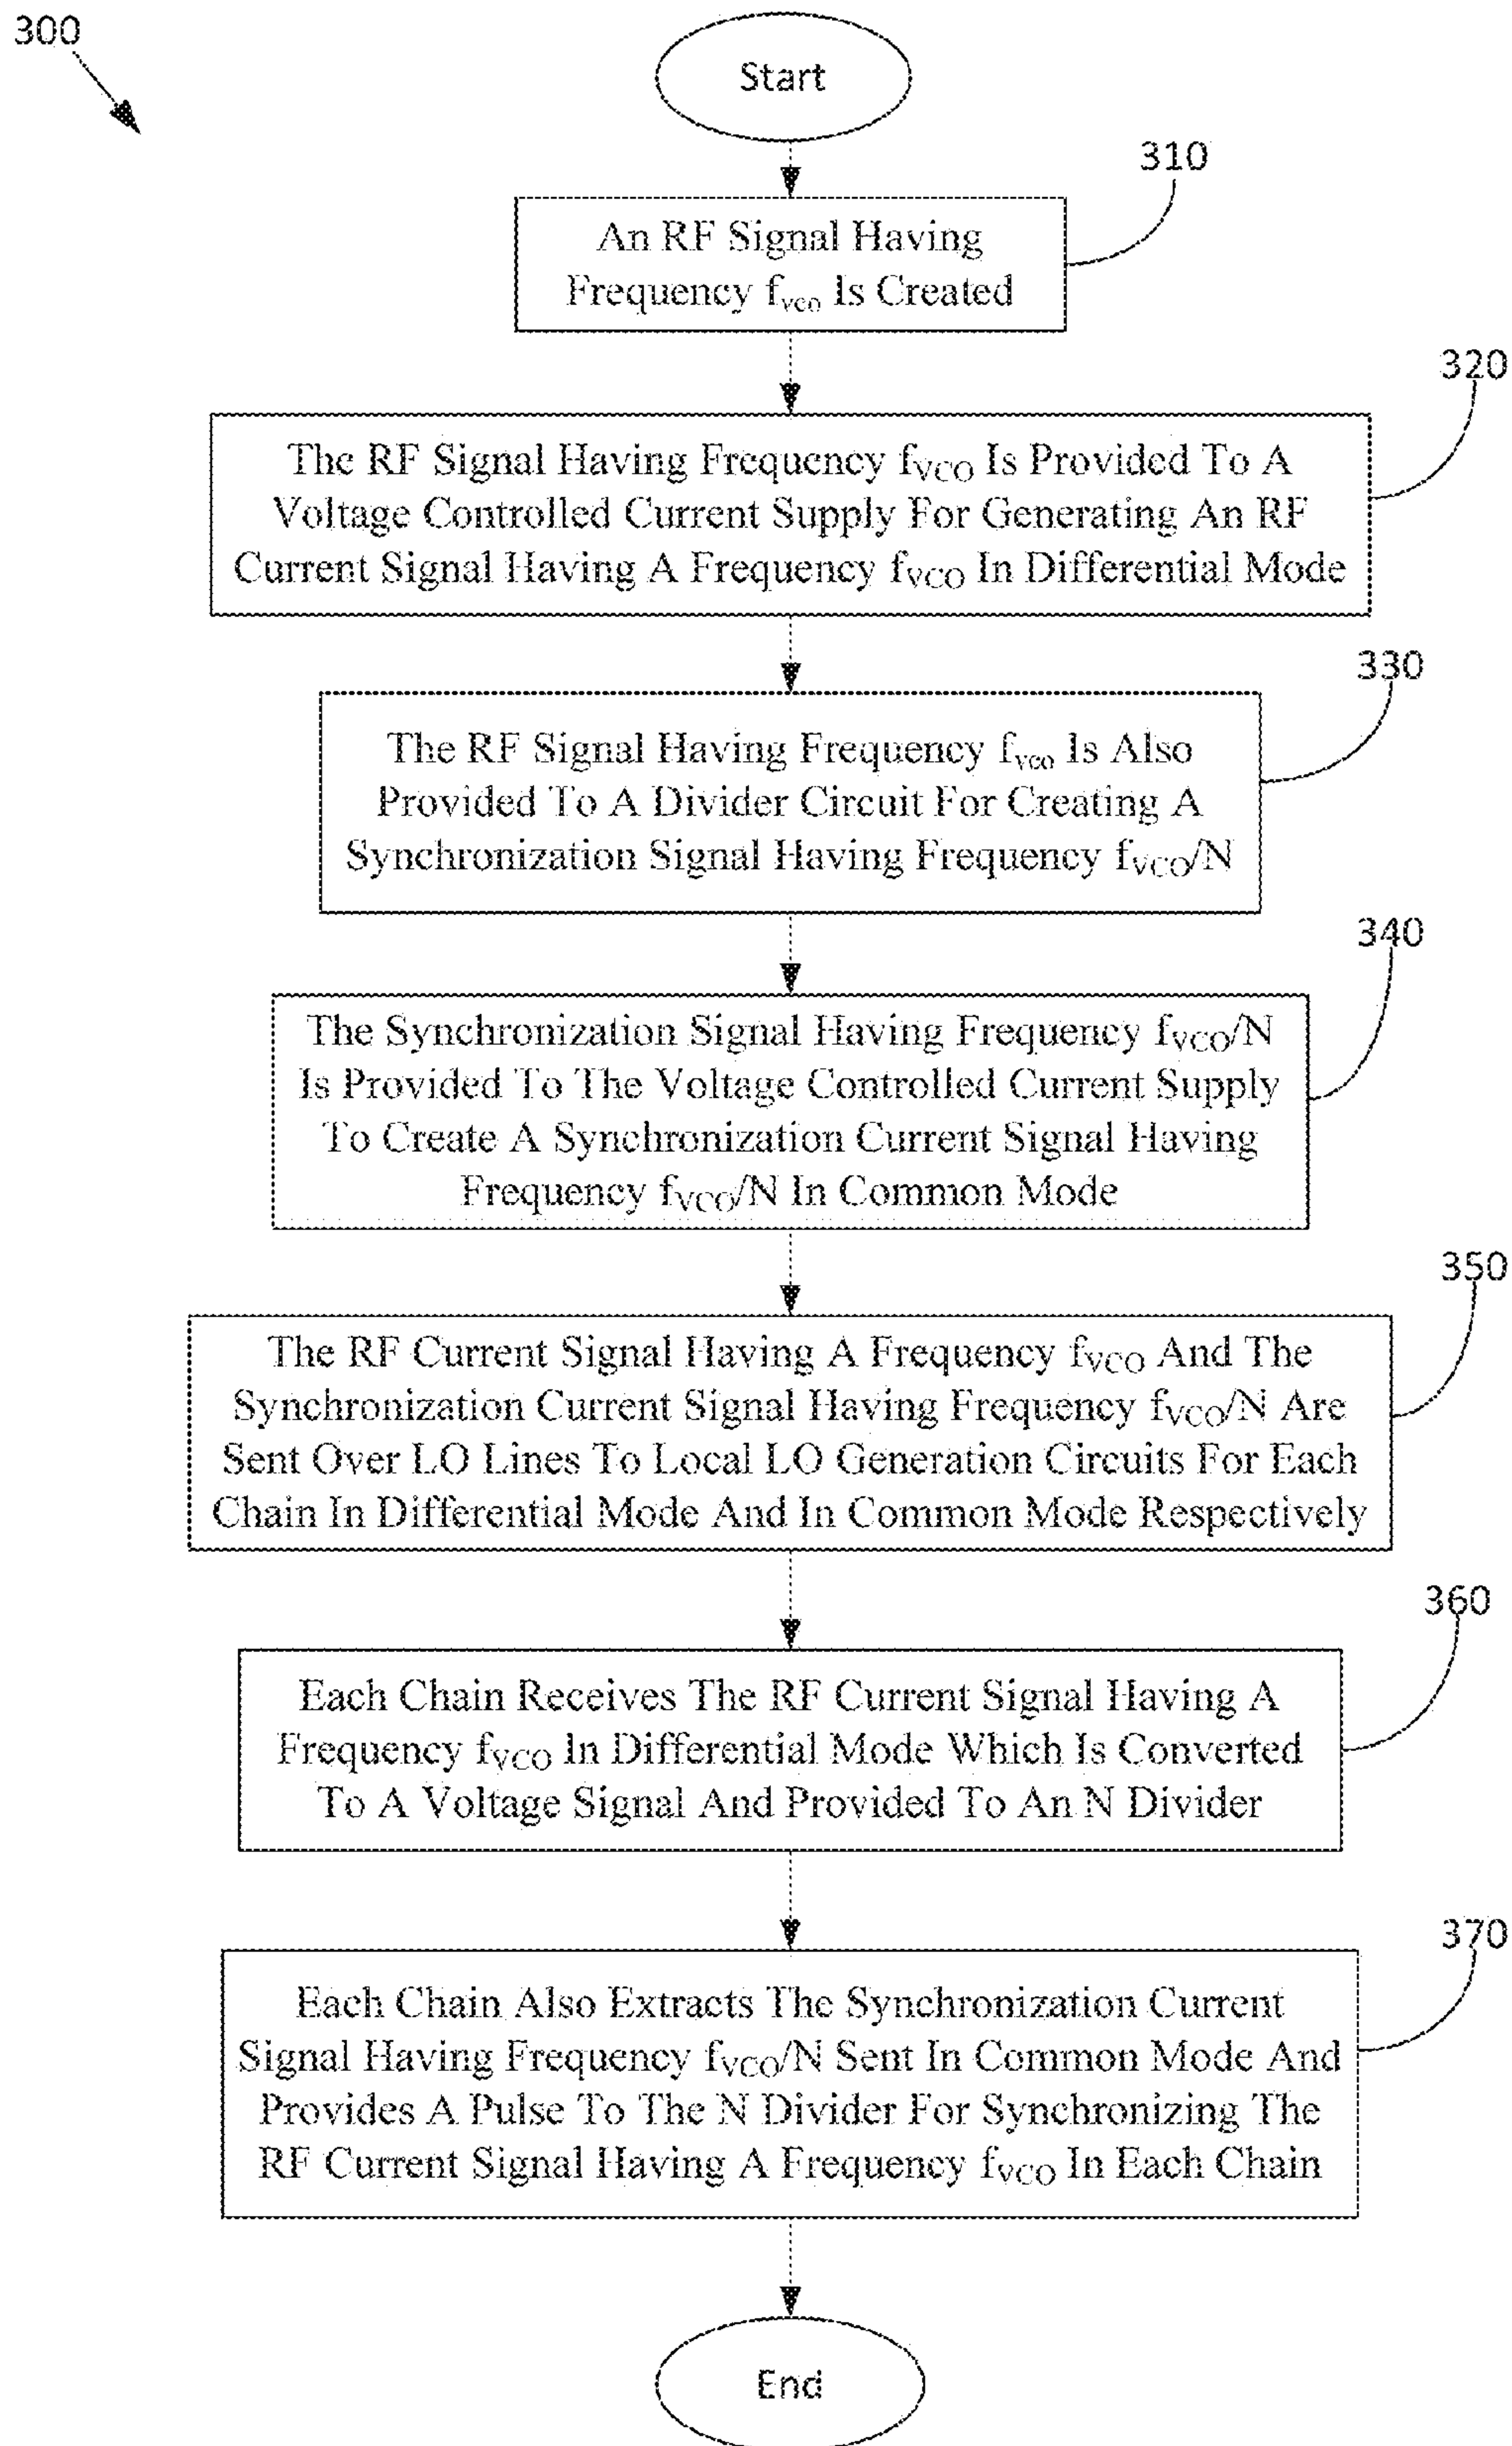 300
Start
310
An RF Signal Having
Frequency fvco Is Created
320
The RF Signal Having Frequency fVCO Is Provided To A
Voltage Controlled Current Supply For Generating An RF
Current Signal Having A Frequency fVCO In Differential Mode
330
The RF Signal Having Frequency fvco Is Also
Provided To A Divider Circuit For Creating A
Synchronization Signal Having Frequency fVCO/N
340
The Synchronization Signal Having Frequency fVCO/N
Is Provided To The Voltage Controlled Current Supply
To Create A Synchronization Current Signal Having
Frequency fVCO/N In Common Mode
350
The RF Current Signal Having A Frequency fVCO And The
Synchronization Current Signal Having Frequency fVCO/N Are
Sent Over LO Lines To Local LO Generation Circuits For Each
Chain In Differential Mode And In Common Mode Respectively
360
Each Chain Receives The RF Current Signal Having A
Frequency fVCO In Differential Mode Which Is Converted
To A Voltage Signal And Provided To An N Divider
370
Each Chain Also Extracts The Synchronization Current
Signal Having Frequency fVCO/N Sent In Common Mode And
Provides A Pulse To The N Divider For Synchronizing The
RF Current Signal Having A Frequency fVCO In Each Chain
End